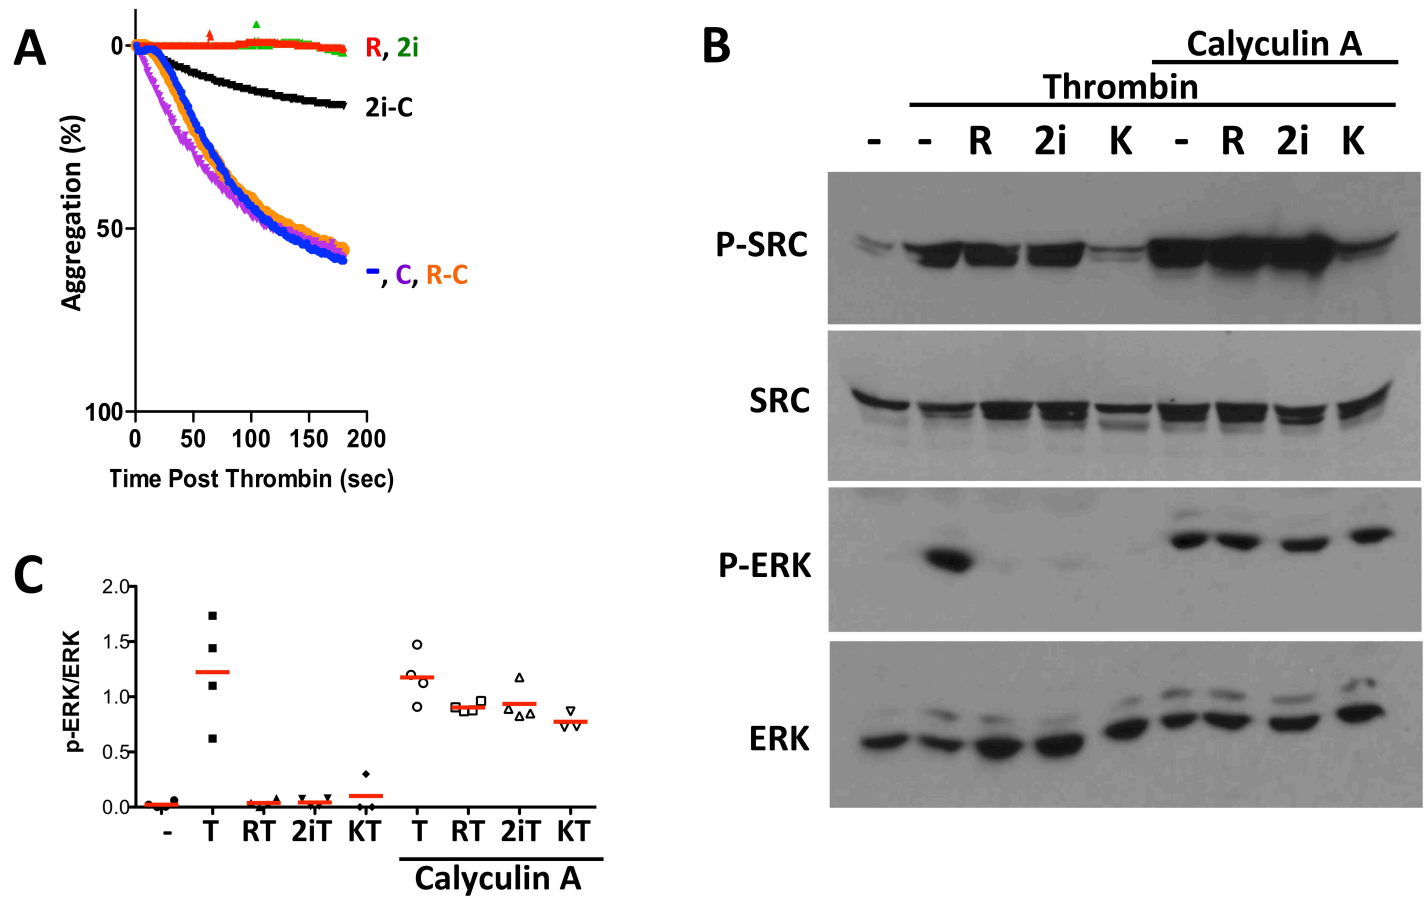 A
0
50
100
Aggregation (%)
R, 2i
2i-C
-, C, R-C
0 50 100 150 200
Time Post Thrombin (sec)
B
Calyculin A
Thrombin
- - R 2i K - R 2i K
P-SRC
SRC
P-ERK
ERK
C
2.0
1.5
1.0
0.5
0.0
p-ERK/ERK
- T RT 2iT KT T RT 2iT KT
Calyculin A